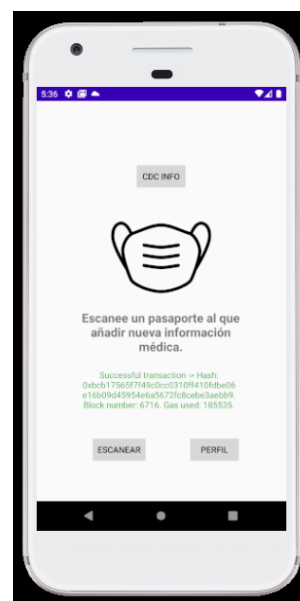 5:36
CDC INFO
Escanee un pasaporte al que
añadir nueva información
médica.
Successful transaction -> Hash:
0xbcb17565f7f49c0cc0310ff410fdbe06
e16b09d45954e6a5672fc8cebe3aebb9.
Block number: 6716. Gas used: 185535.
ESCANEAR
PERFIL